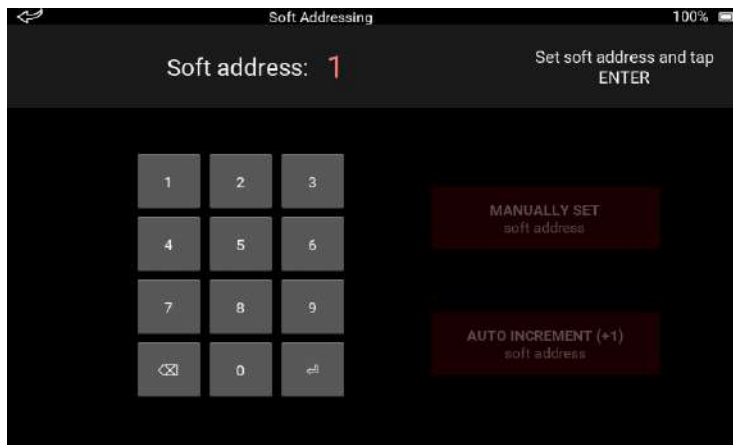 Soft Addressing
100%
Soft address: 1
Set soft address and tap
ENTER
1 2 3
4 5 6
7 8 9
0
MANUALLY SET
soft address
AUTO INCREMENT (+1)
soft address